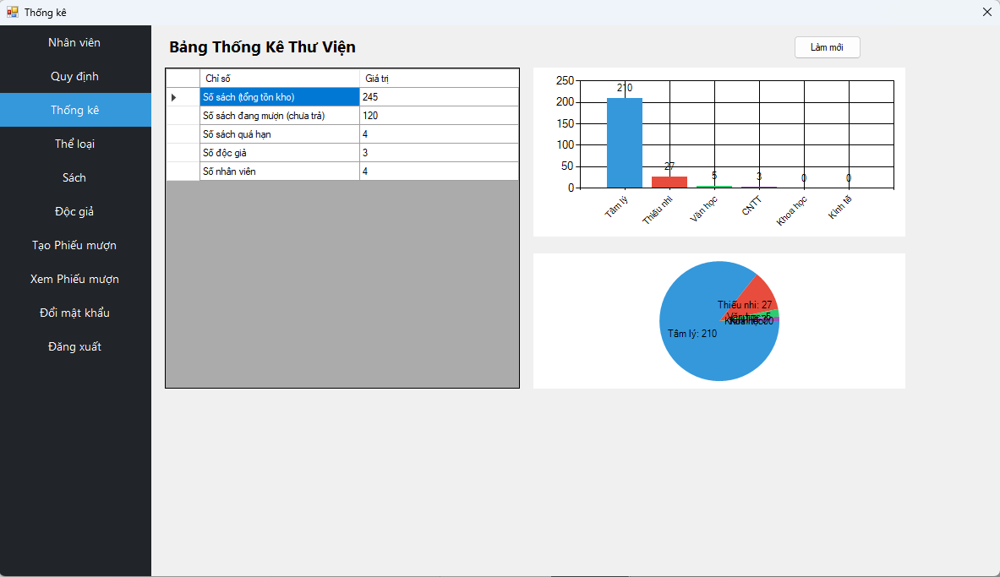 Thống kê
Nhân viên
Quy định
Thống kê
Thể loại
Sách
Độc giả
Tạo Phiếu mượn
Xem Phiếu mượn
Đổi mật khẩu
Đăng xuất
Bảng Thống Kê Thư Viện
Làm mới
Chỉ số Giá trị
Số sách (tổng tồn kho) 245
Số sách đang mượn (chưa trả) 120
Số sách quá hạn 4
Số độc giả 3
Số nhân viên 4
250
200
150
100
50
0
210
27
5
3
0
0
Tâm lý
Thiếu nhi
Văn học
CNTT
Khoa học
Kinh tế
Thiếu nhi: 27
Tâm lý: 210